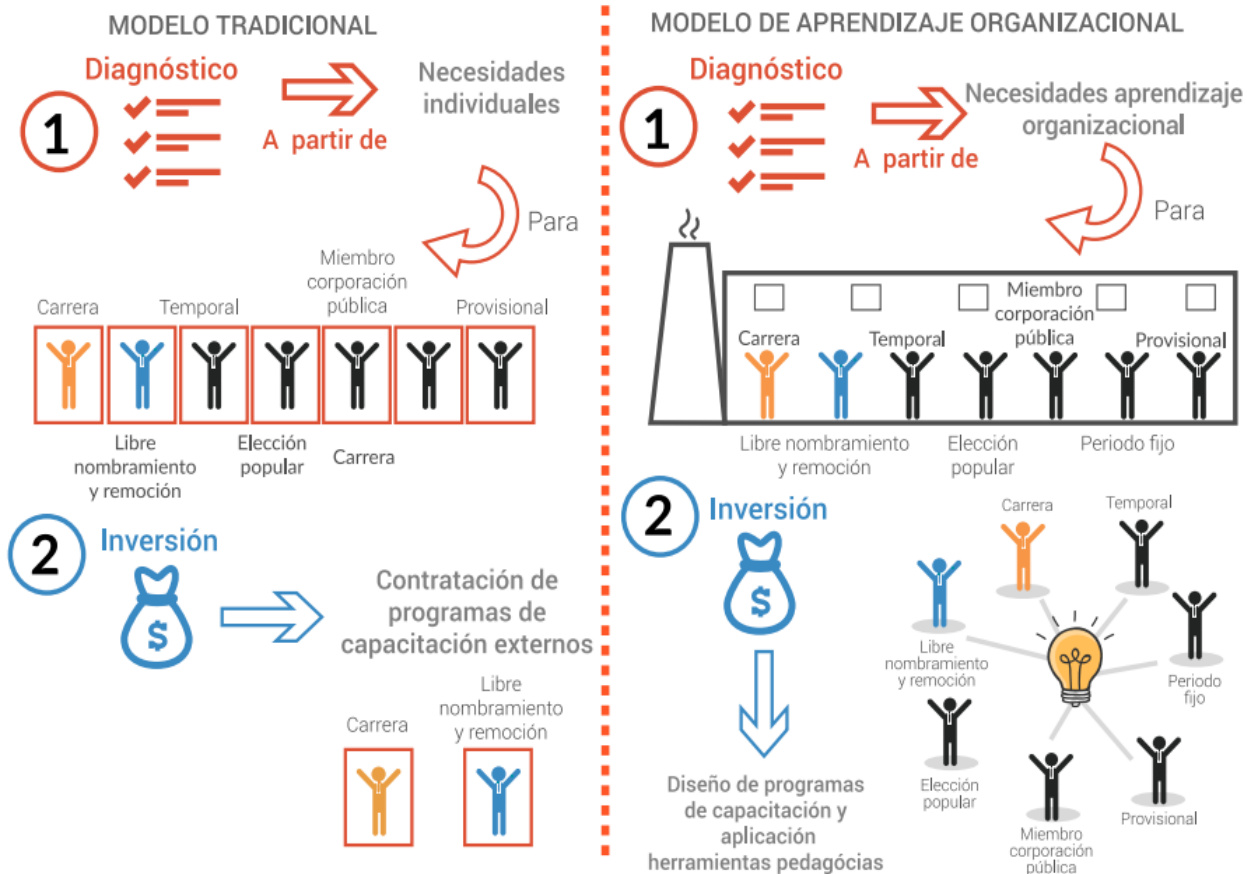 MODELO TRADICIONAL
1
Diagnóstico
A partir de
Necesidades
individuales
Para
Miembro
corporación
pública
Carrera
Temporal
Provisional
Libre
nombramiento
y remoción
Elección
popular
Carrera
2
Inversión
$
Contratación de
programas de
capacitación externos
Carrera
Libre
nombramiento
y remoción
MODELO DE APRENDIZAJE ORGANIZACIONAL
1
Diagnóstico
A partir de
Necesidades aprendizaje
organizacional
Para
Carrera
Temporal
Miembro
corporación
pública
Provisional
Libre nombramiento
y remoción
Elección
popular
Periodo fijo
2
Inversión
$
Diseño de programas
de capacitación y
aplicación
herramientas pedagócias
Carrera
Temporal
Libre
nombramiento
y remoción
Periodo
fijo
Elección
popular
Miembro
corporación
pública
Provisional